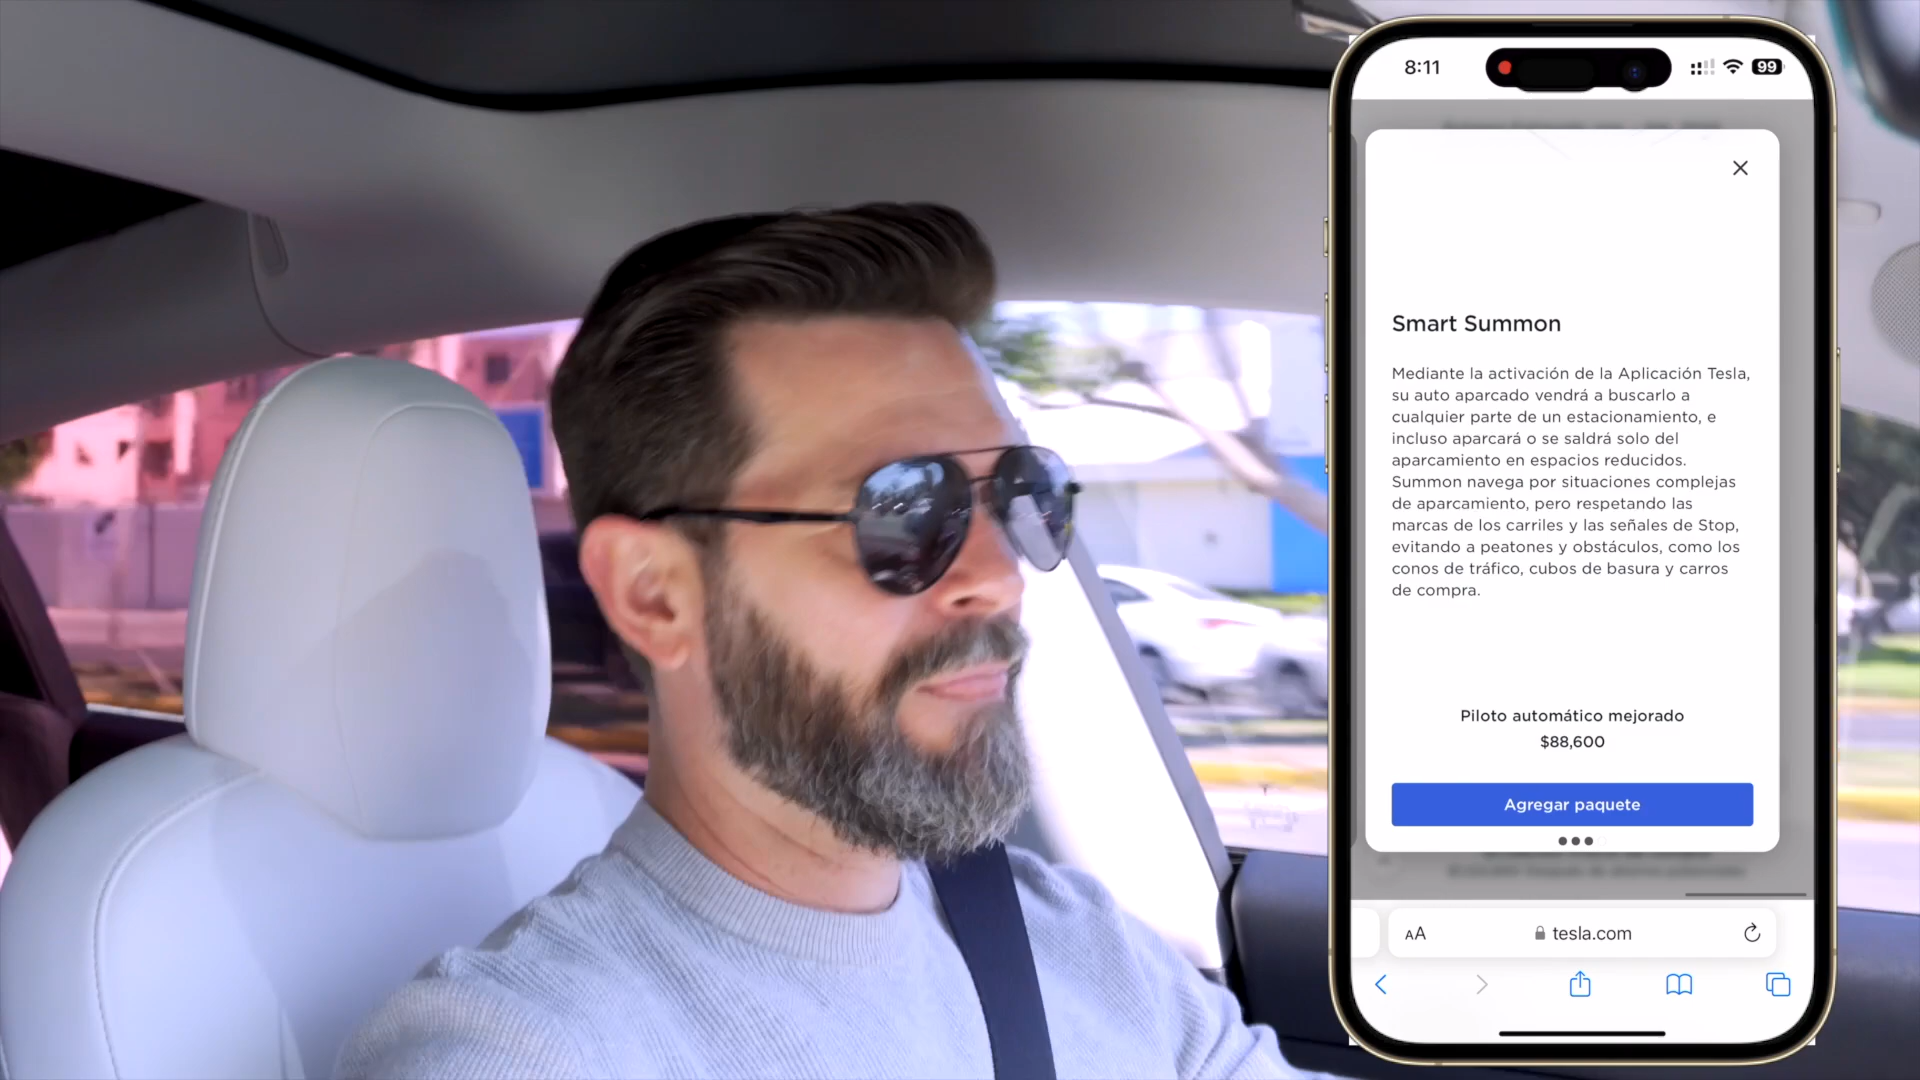 8:11
99
Smart Summon
Mediante la activación de la Aplicación Tesla,
su auto aparcado vendrá a buscarlo a
cualquier parte de un estacionamiento, e
incluso aparcará o se saldrá solo del
aparcamiento en espacios reducidos.
Summon navega por situaciones complejas
de aparcamiento, pero respetando las
marcas de los carriles y las señales de Stop,
evitando a peatones y obstáculos, como los
conos de tráfico, cubos de basura y carros
de compra.
Piloto automático mejorado
$88,600
Agregar paquete
AA
tesla.com